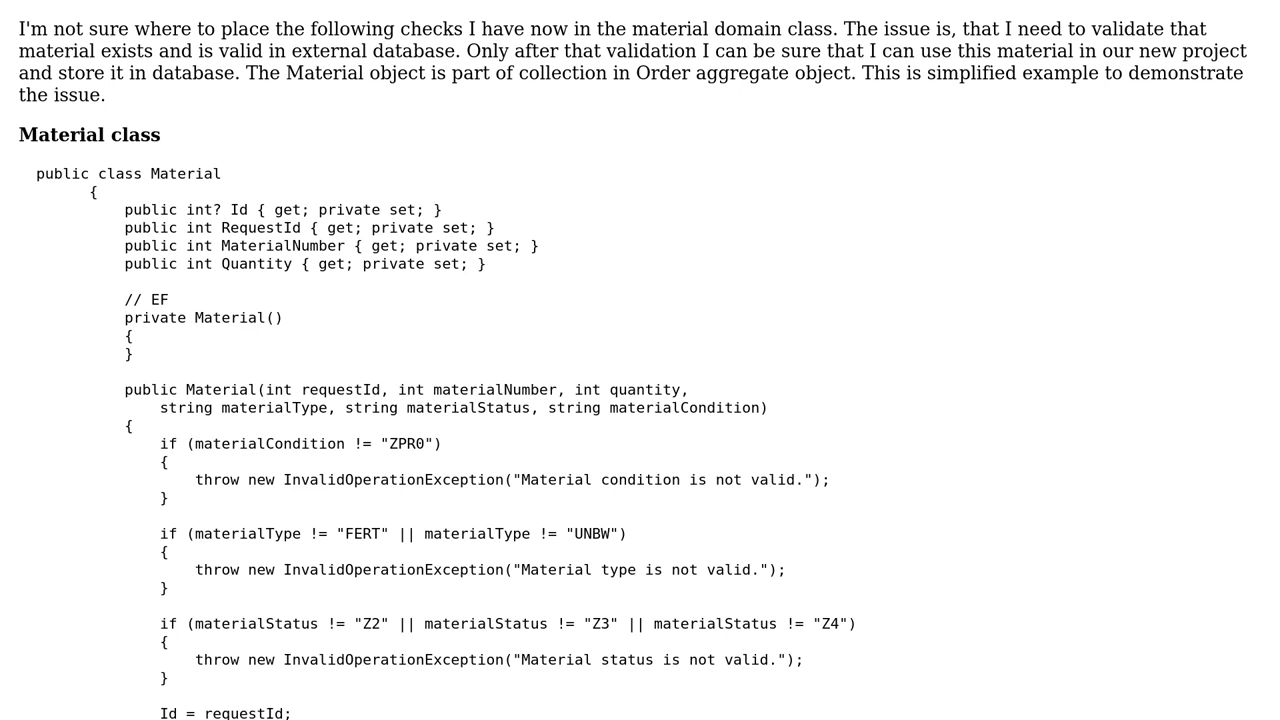 I'm not sure where to place the following checks I have now in the material domain class. The issue is, that I need to validate that
material exists and is valid in external database. Only after that validation I can be sure that I can use this material in our new project
and store it in database. The Material object is part of collection in Order aggregate object. This is simplified example to demonstrate
the issue.
Material class
public class Material
{
public int? Id { get; private set; }
public int RequestId { get; private set; }
public int MaterialNumber { get; private set; }
public int Quantity { get; private set; }
// EF
private Material()
{
}
public Material(int requestId, int materialNumber, int quantity,
string materialType, string materialStatus, string materialCondition)
{
if (materialCondition != "ZPR0")
{
throw new InvalidOperationException("Material condition is not valid.");
}
if (materialType != "FERT" || materialType != "UNBW")
{
throw new InvalidOperationException("Material type is not valid.");
}
if (materialStatus != "Z2" || materialStatus != "Z3" || materialStatus != "Z4")
{
throw new InvalidOperationException("Material status is not valid.");
}
Id = requestId;